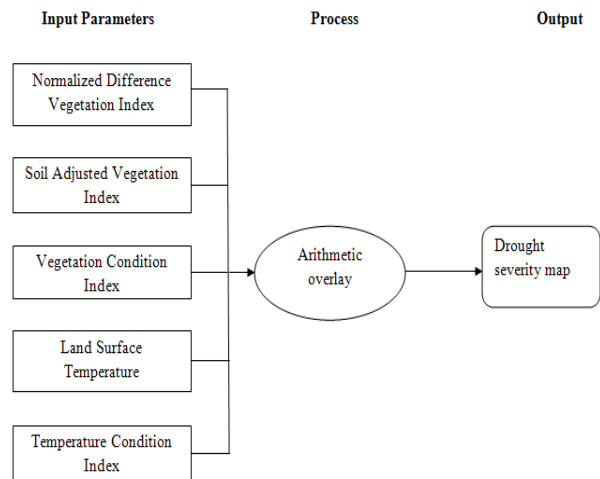 Input Parameters
Process
Output
Normalized Difference
Vegetation Index
Soil Adjusted Vegetation
Index
Vegetation Condition
Index
Arithmetic
overlay
Drought
severity map
Land Surface
Temperature
Temperature Condition
Index